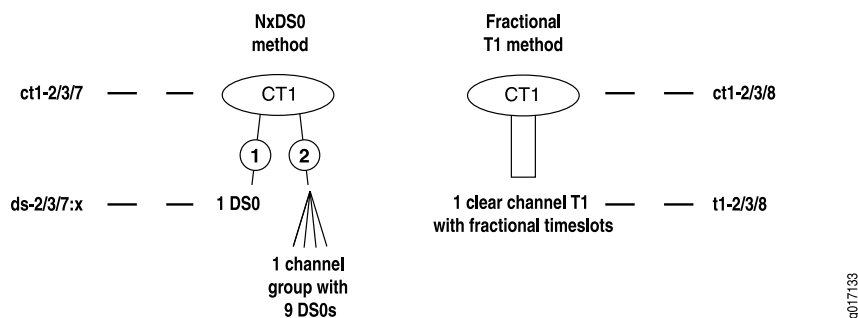 NxDS0
method
Fractional
T1 method
ct1-2/3/7
CT1
CT1
ct1-2/3/8
1
2
ds-2/3/7:x
1 DS0
1 clear channel T1
with fractional timeslots
t1-2/3/8
1 channel
group with
9 DS0s
g017133